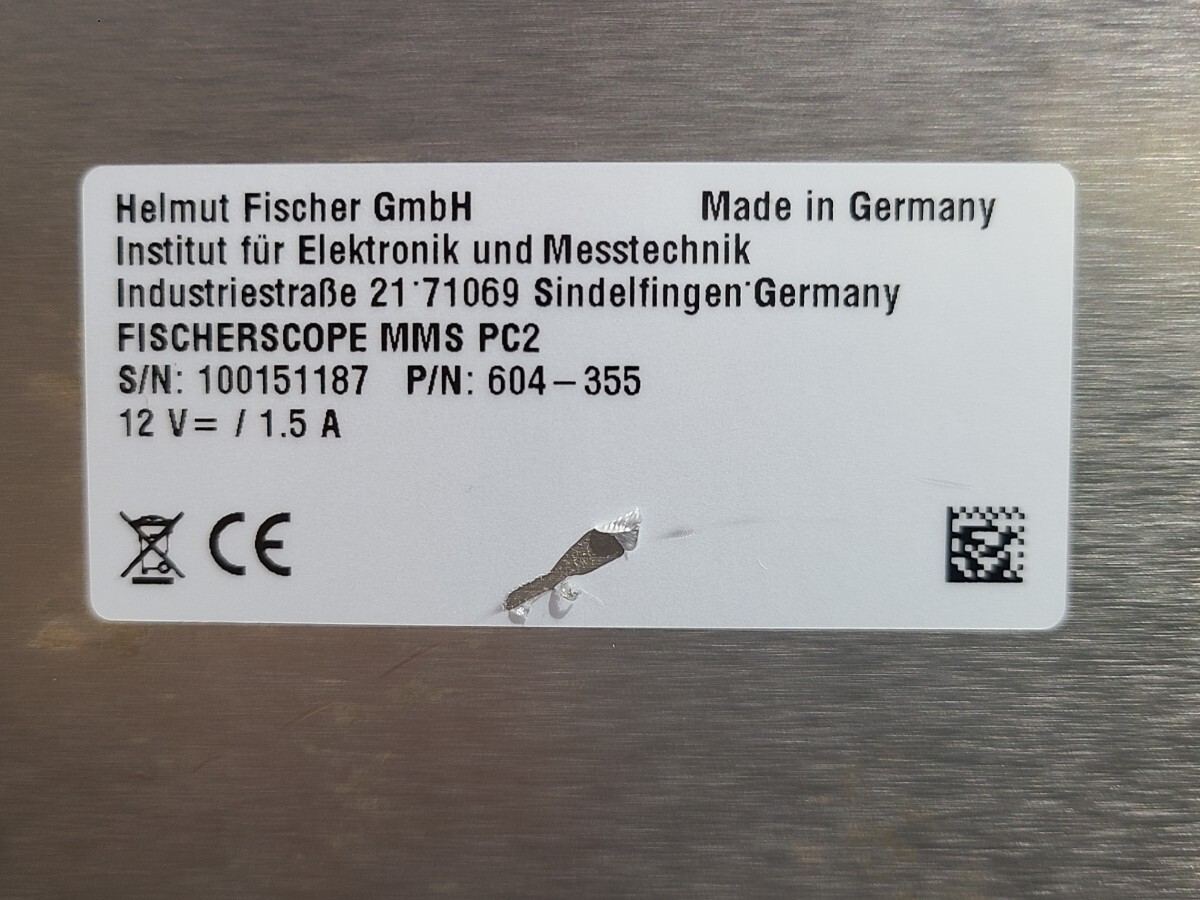 Helmut Fischer GmbH Made in Germany
Institut für Elektronik und Messtechnik
Industriestraße 21·71069 Sindelfingen·Germany
FISCHERSCOPE MMS PC2
S/N: 100151187 P/N: 604-355
12 V= / 1.5 A
CE